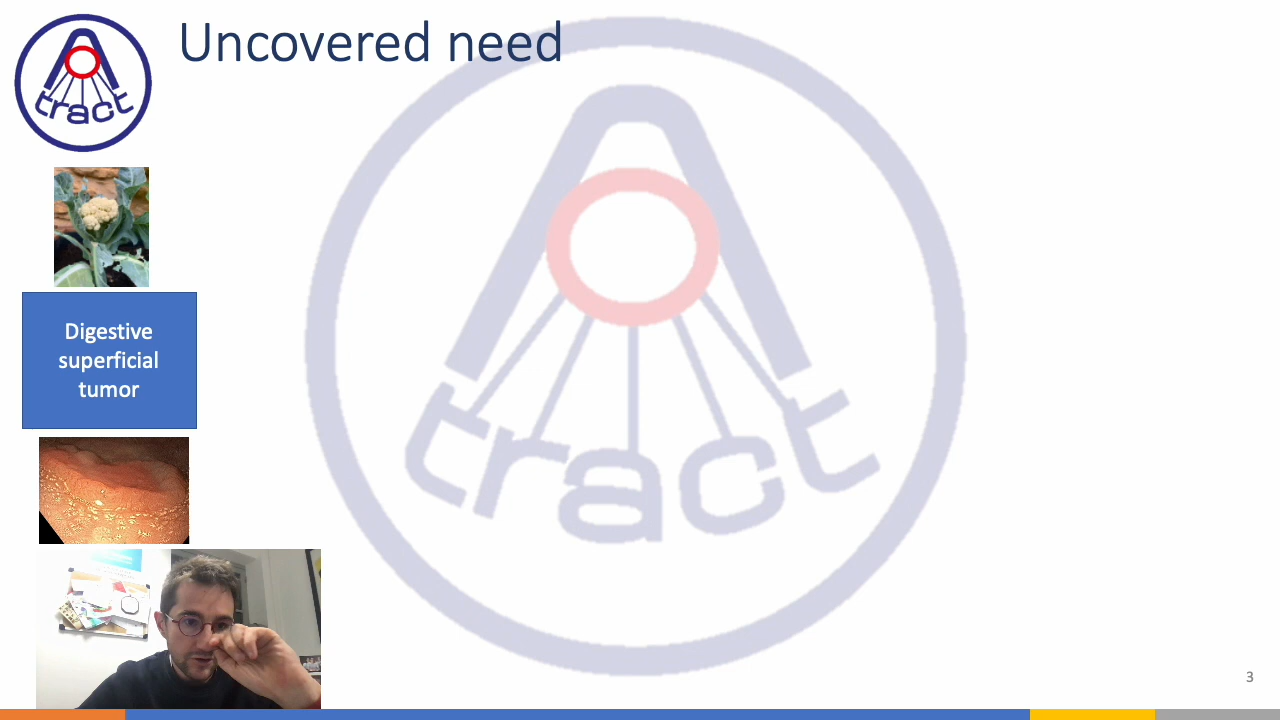 Uncovered need
tract
Digestive
superficial
tumor
tract
3